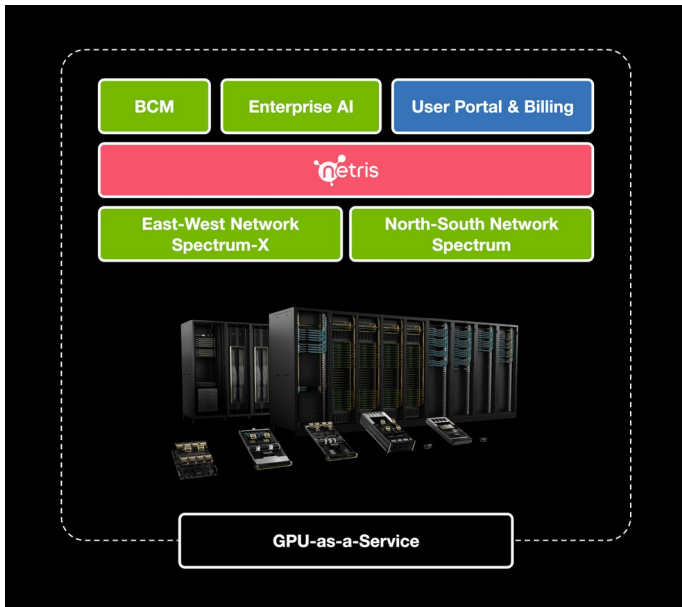 BCM
Enterprise AI
User Portal & Billing
netris
East-West Network
Spectrum-X
North-South Network
Spectrum
GPU-as-a-Service